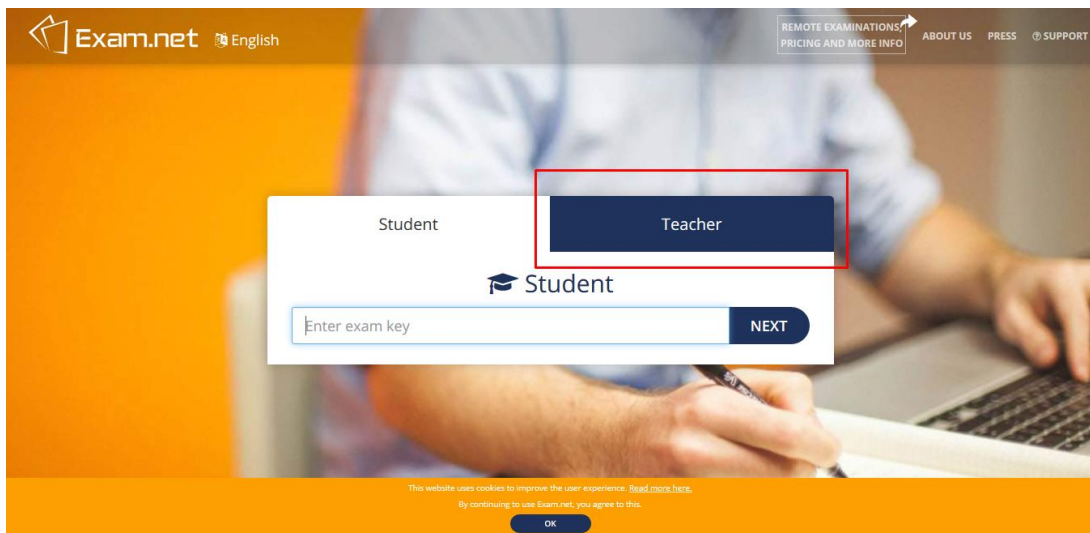 Exam.net English
REMOTE EXAMINATIONS,
PRICING AND MORE INFO
ABOUT US PRESS SUPPORT
Student Teacher
Student
Enter exam key NEXT
This website uses cookies to improve the user experience. Read more here.
By continuing to use Exam.net, you agree to this.
OK